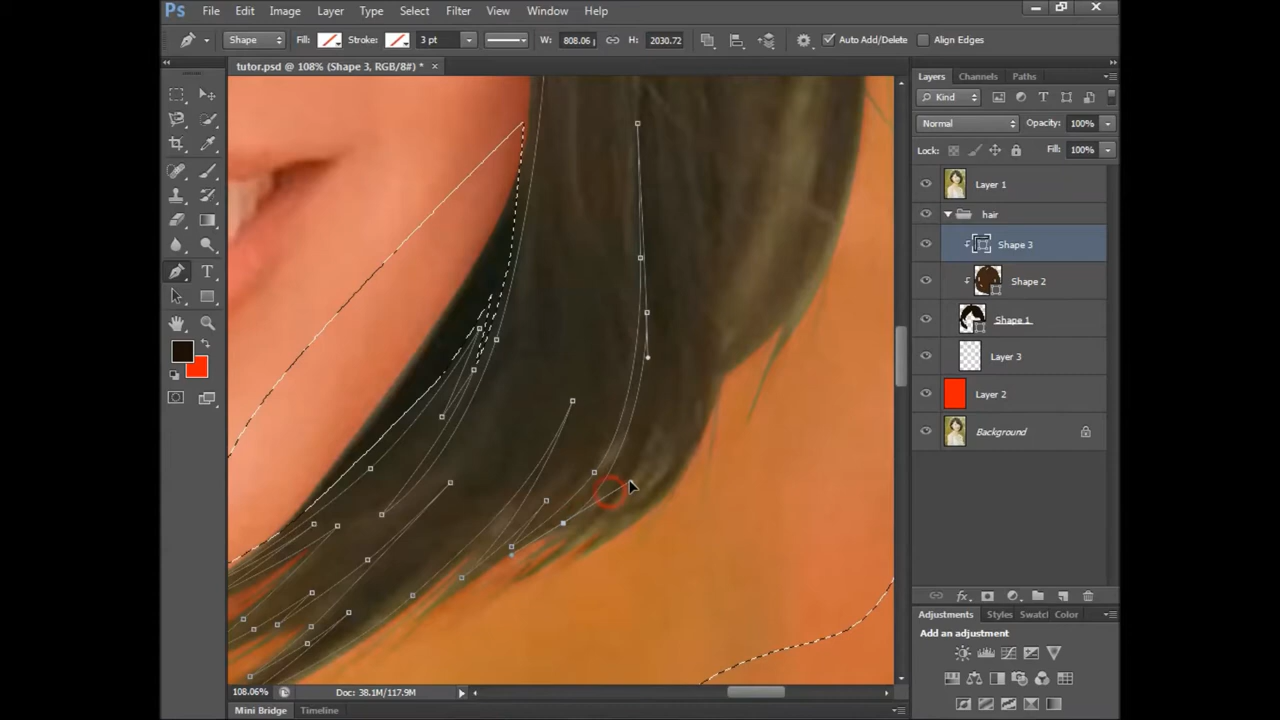 Ps File Edit Image Layer Type Select Filter View Window Help
Shape Fill: Stroke: 3 pt W: 808.06 H: 2030.72 Auto Add/Delete Align Edges
tutor.psd @ 108% (Shape 3, RGB/8#) * ×
Layers Channels Paths
Kind T
Normal Opacity: 100%
Lock: Fill: 100%
Layer 1
hair
Shape 3
Shape 2
Shape 1
Layer 3
Layer 2
Background
fx
Adjustments Styles Swatcl Color
Add an adjustment
108.06% Doc: 38.1M/117.9M
Mini Bridge Timeline